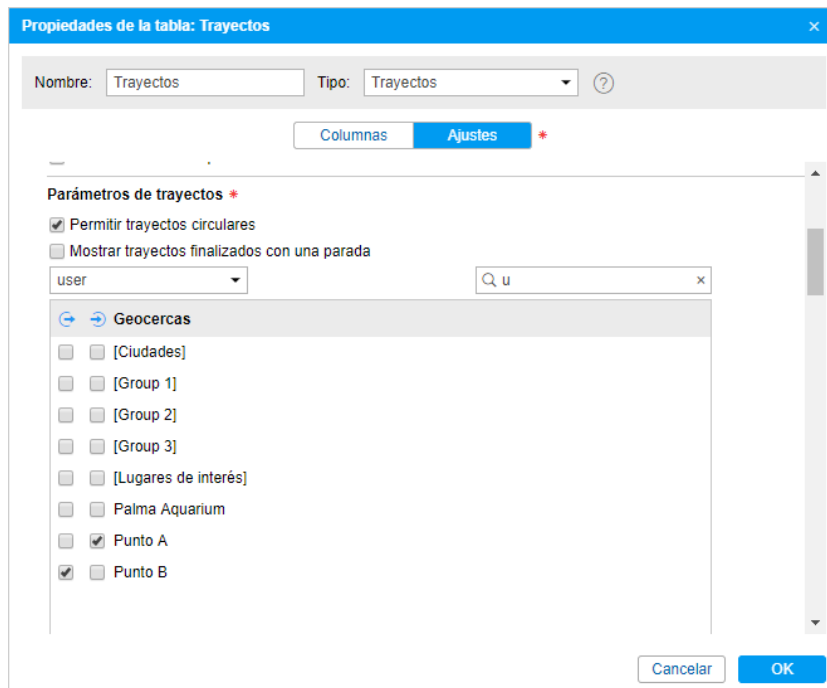 Propiedades de la tabla: Trayectos ×
Nombre: Trayectos Tipo: Trayectos ?
Columnas Ajustes *
Parámetros de trayectos *
Permitir trayectos circulares
Mostrar trayectos finalizados con una parada
user u ×
Geocercas
[Ciudades]
[Group 1]
[Group 2]
[Group 3]
[Lugares de interés]
Palma Aquarium
Punto A
Punto B
Cancelar OK